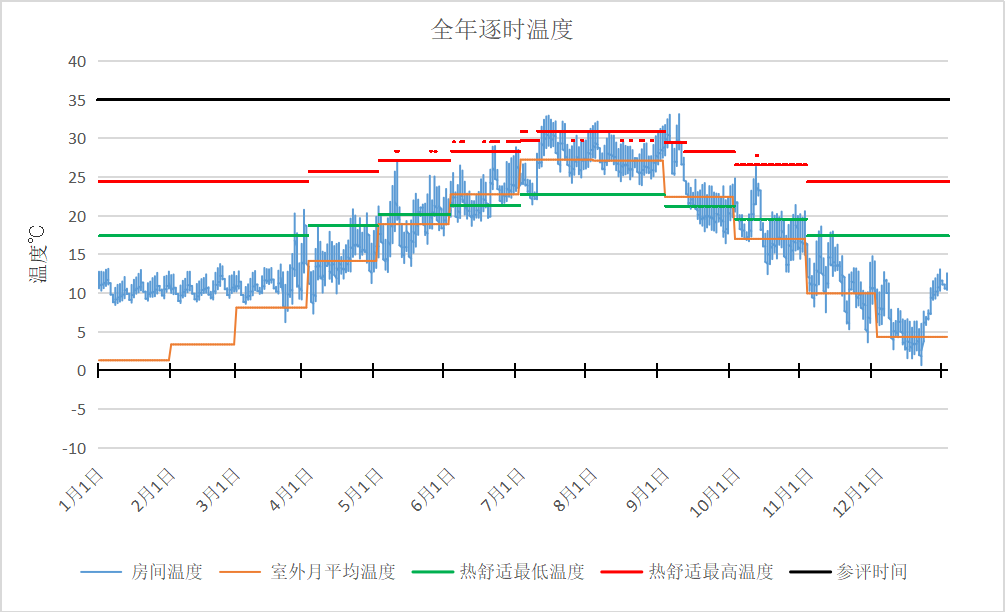 全年逐时温度
40
35
30
25
20
15
10
5
0
-5
-10
温度℃
1月1日
2月1日
3月1日
4月1日
5月1日
6月1日
7月1日
8月1日
9月1日
10月1日
11月1日
12月1日
房间温度 室外月平均温度 热舒适最低温度 热舒适最高温度 参评时间